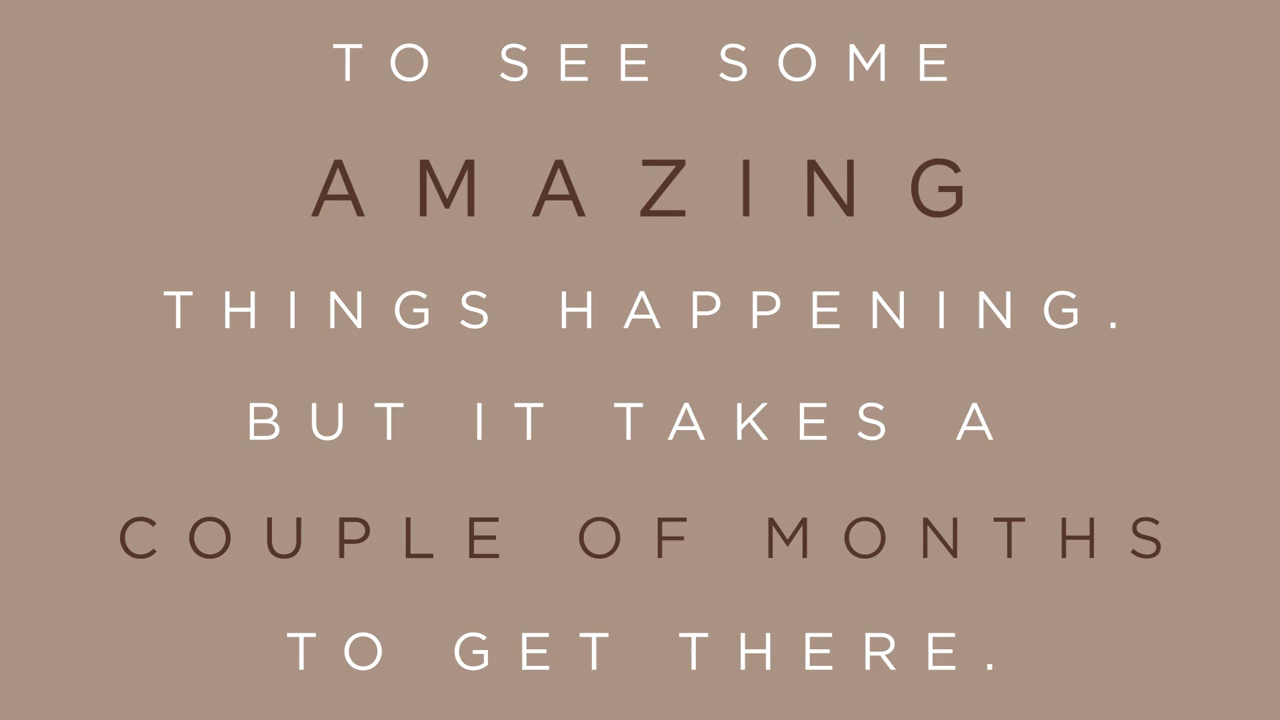 TO SEE SOME
AMAZING
THINGS HAPPENING.
BUT IT TAKES A
COUPLE OF MONTHS
TO GET THERE.